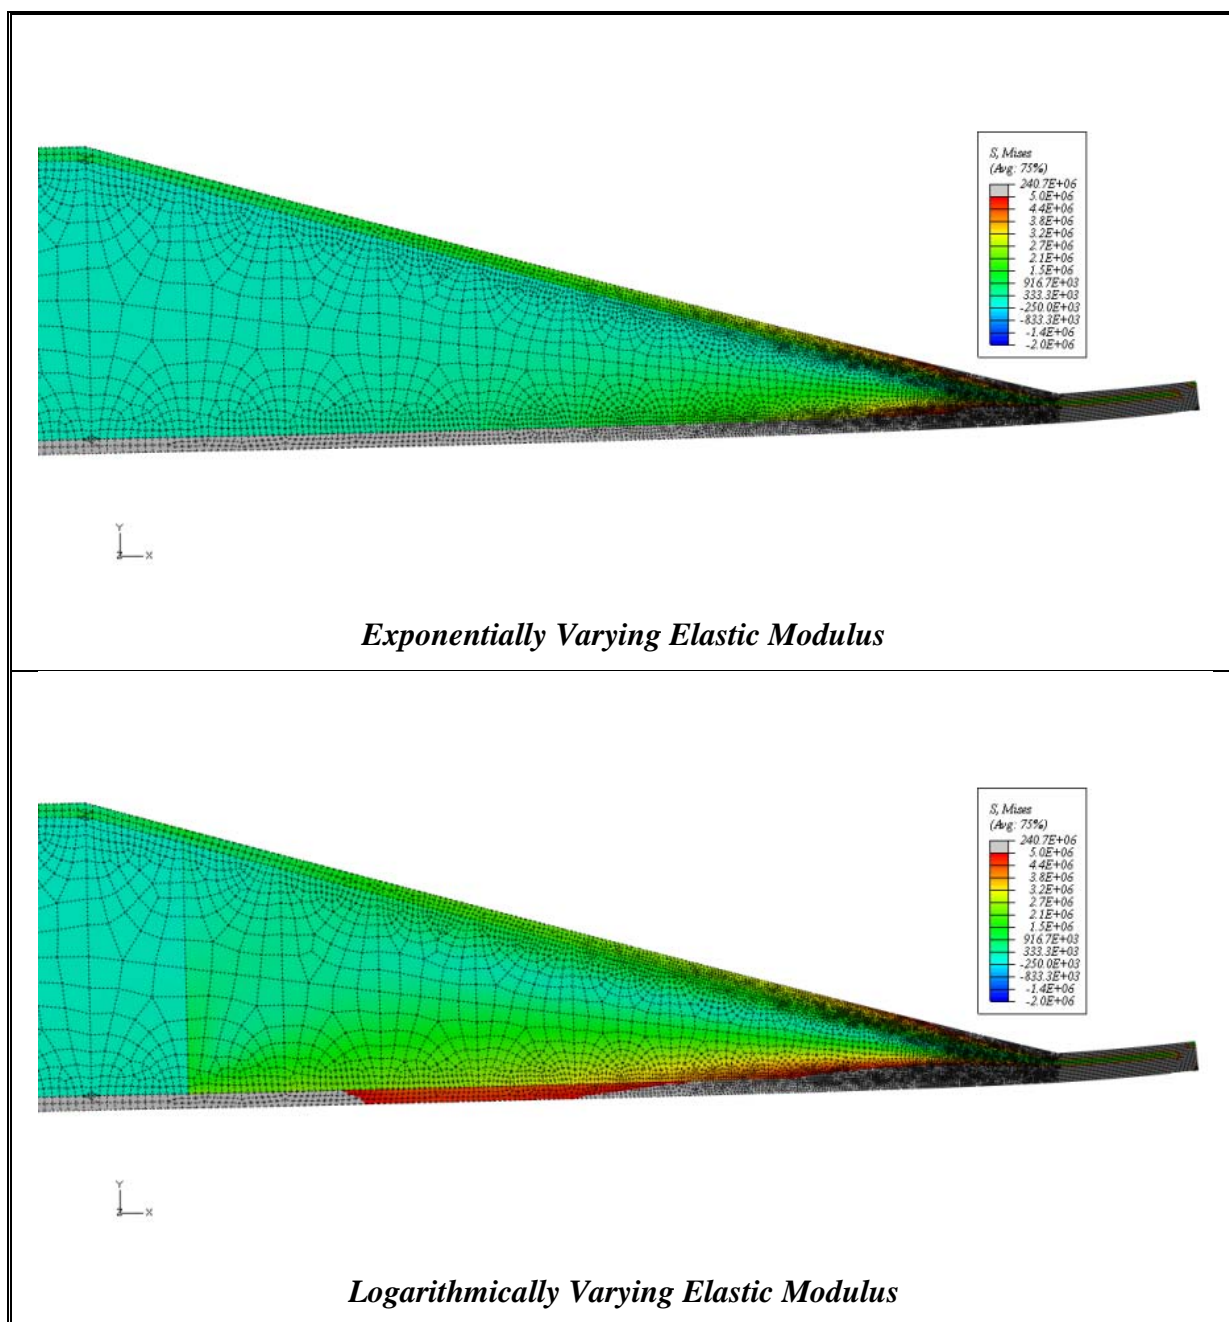 S, Mises
(Avg: 75%)
240.7E+06
5.0E+06
4.4E+06
3.8E+06
3.2E+06
2.7E+06
2.1E+06
1.5E+06
916.7E+03
333.3E+03
-250.0E+03
-833.3E+03
-1.4E+06
-2.0E+06
Y
Z X
Exponentially Varying Elastic Modulus
S, Mises
(Avg: 75%)
240.7E+06
5.0E+06
4.4E+06
3.8E+06
3.2E+06
2.7E+06
2.1E+06
1.5E+06
916.7E+03
333.3E+03
-250.0E+03
-833.3E+03
-1.4E+06
-2.0E+06
Y
Z X
Logarithmically Varying Elastic Modulus